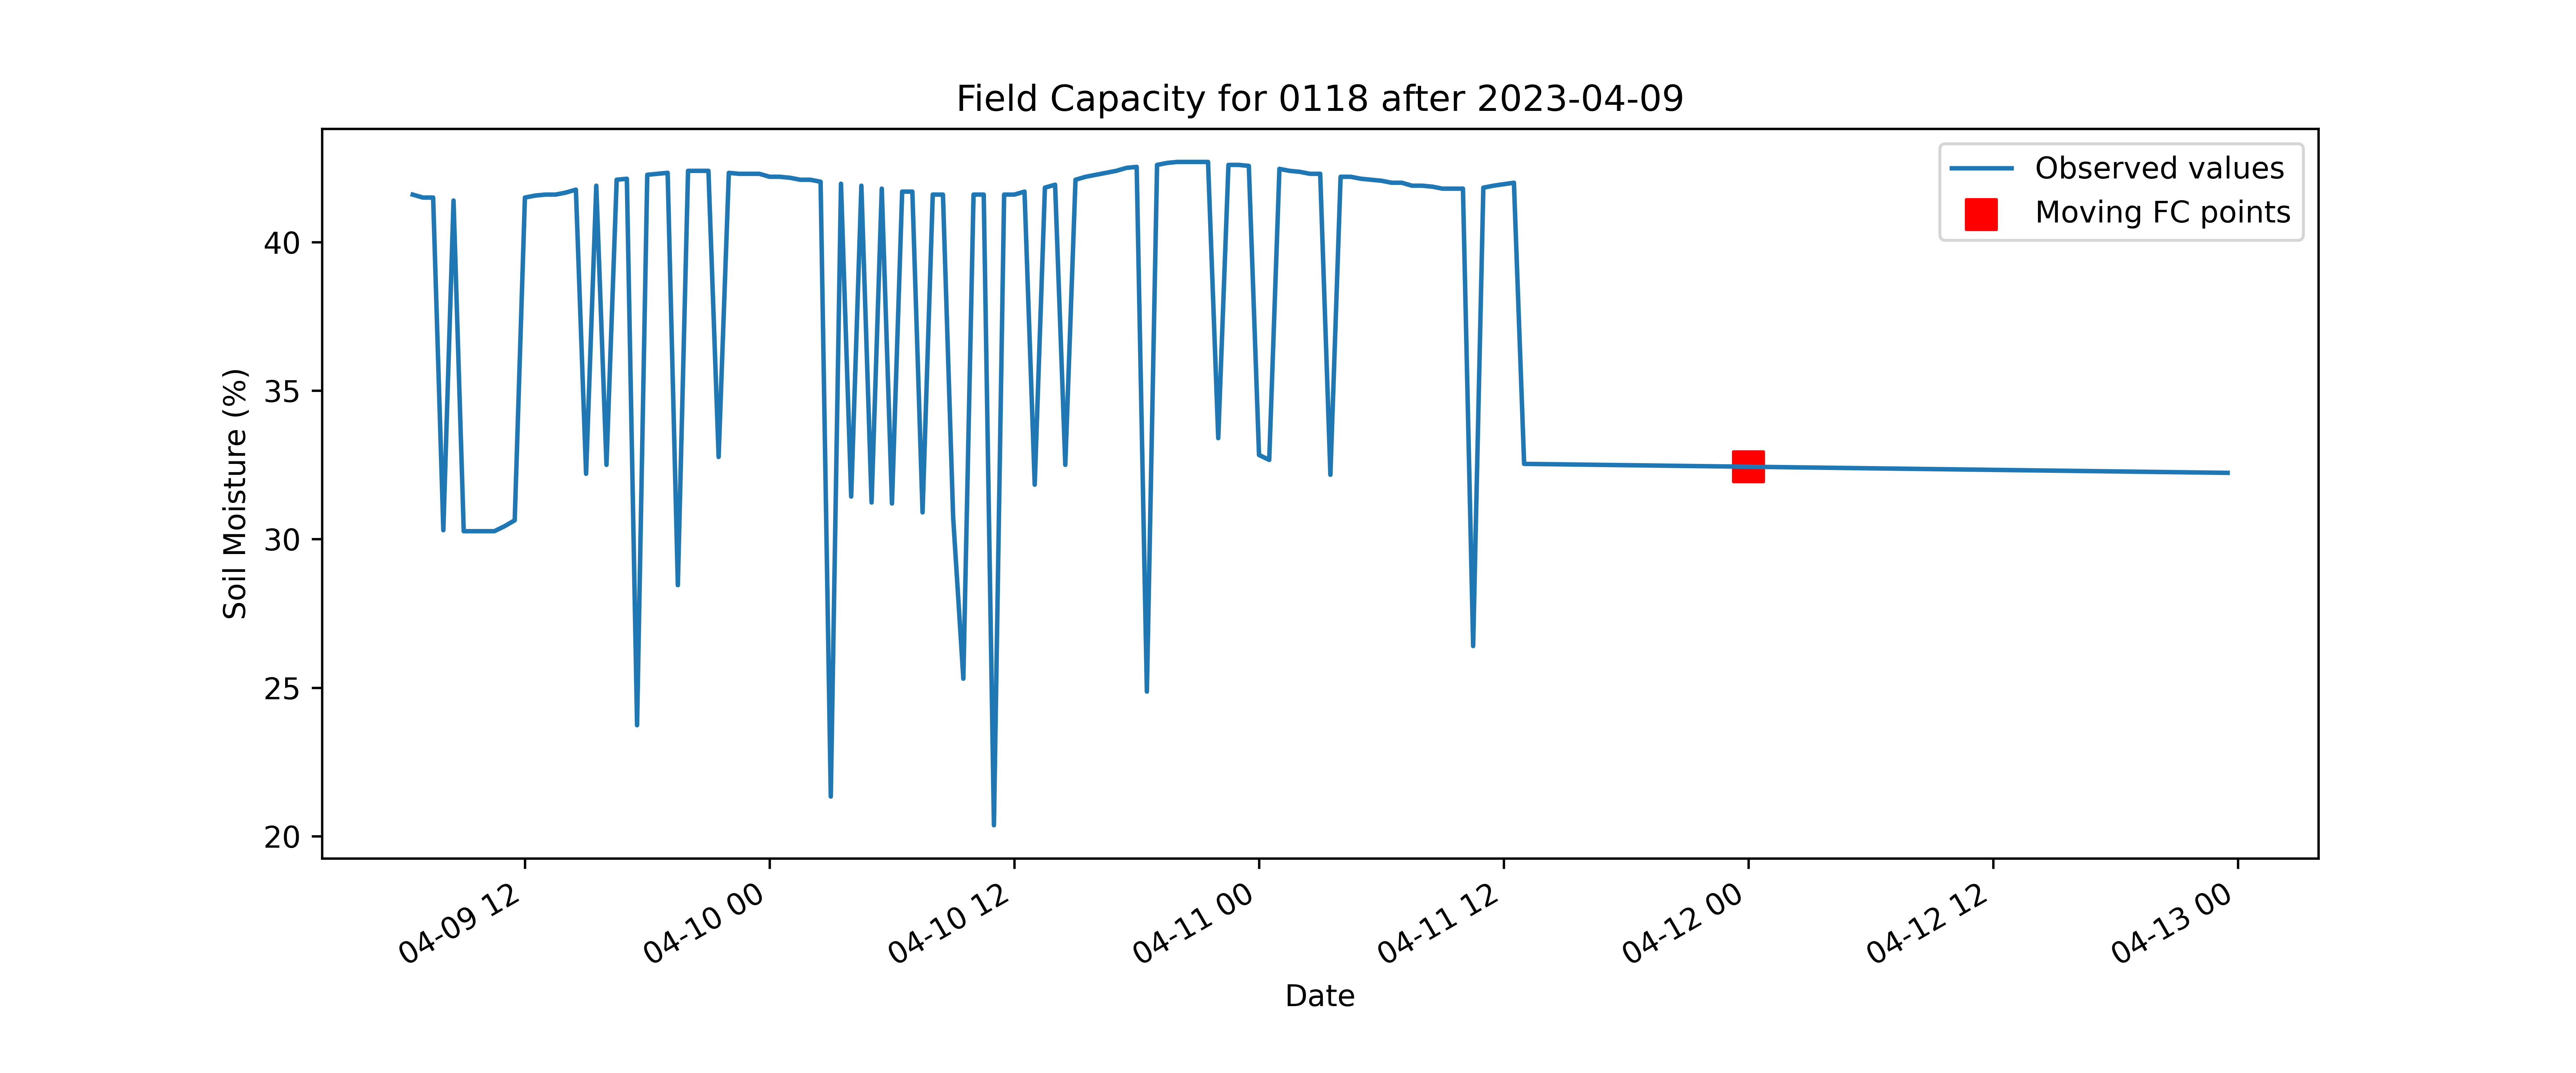 Field Capacity for 0118 after 2023-04-09
Observed values
Moving FC points
Soil Moisture (%)
40
35
30
25
20
04-09 12
04-10 00
04-10 12
04-11 00
04-11 12
04-12 00
04-12 12
04-13 00
Date